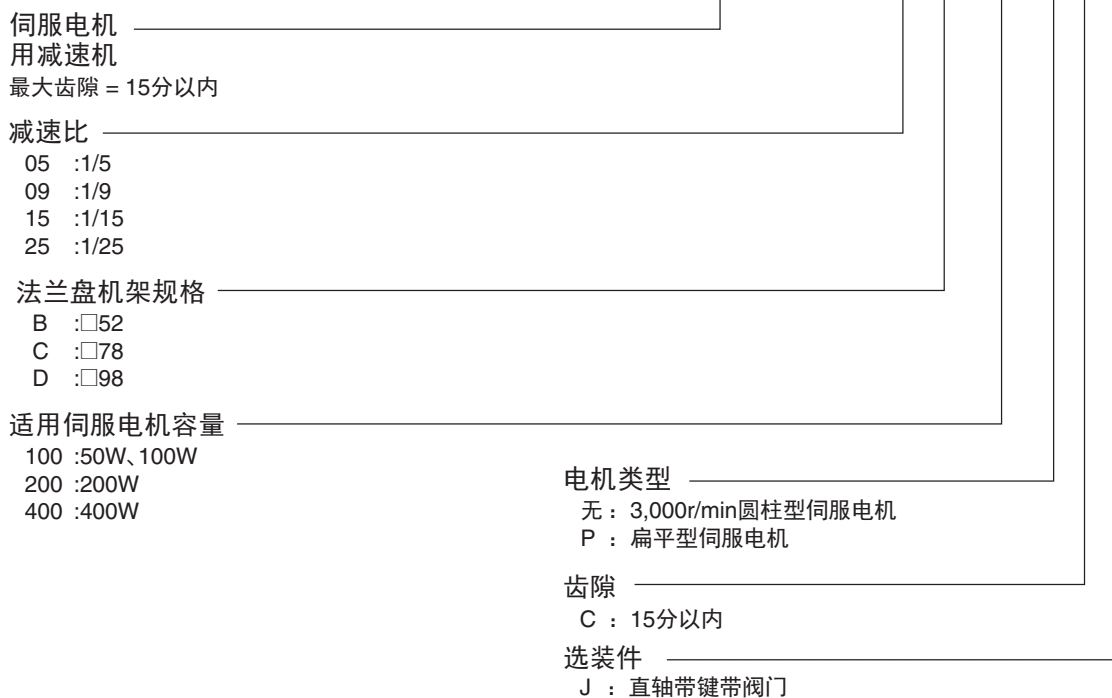 伺服电机
用减速机
最大齿隙 = 15分以内
减速比
05 :1/5
09 :1/9
15 :1/15
25 :1/25
法兰盘机架规格
B :□52
C :□78
D :□98
适用伺服电机容量
100 :50W、100W
200 :200W
400 :400W
电机类型
无 : 3,000r/min圆柱型伺服电机
P : 扁平型伺服电机
齿隙
C : 15分以内
选装件
J : 直轴带键带阀门